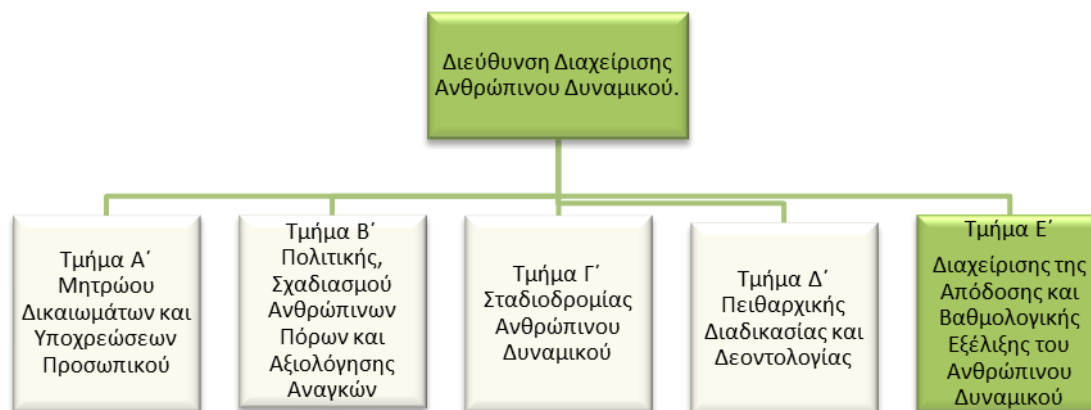 Διεύθυνση Διαχείρισης
Ανθρώπινου Δυναμικού.
Τμήμα Α΄
Μητρώου
Δικαιωμάτων και
Υποχρεώσεων
Προσωπικού
Τμήμα Β΄
Πολιτικής,
Σχαδιασμού
Ανθρωπίνων
Πόρων και
Αξιολόγησης
Αναγκών
Τμήμα Γ΄
Σταδιοδρομίας
Ανθρώπινου
Δυναμικού
Τμήμα Δ΄
Πειθαρχικής
Διαδικασίας και
Δεοντολογίας
Τμήμα Ε΄
Διαχείρισης της
Απόδοσης και
Βαθμολογικής
Εξέλιξης του
Ανθρώπινου
Δυναμικού